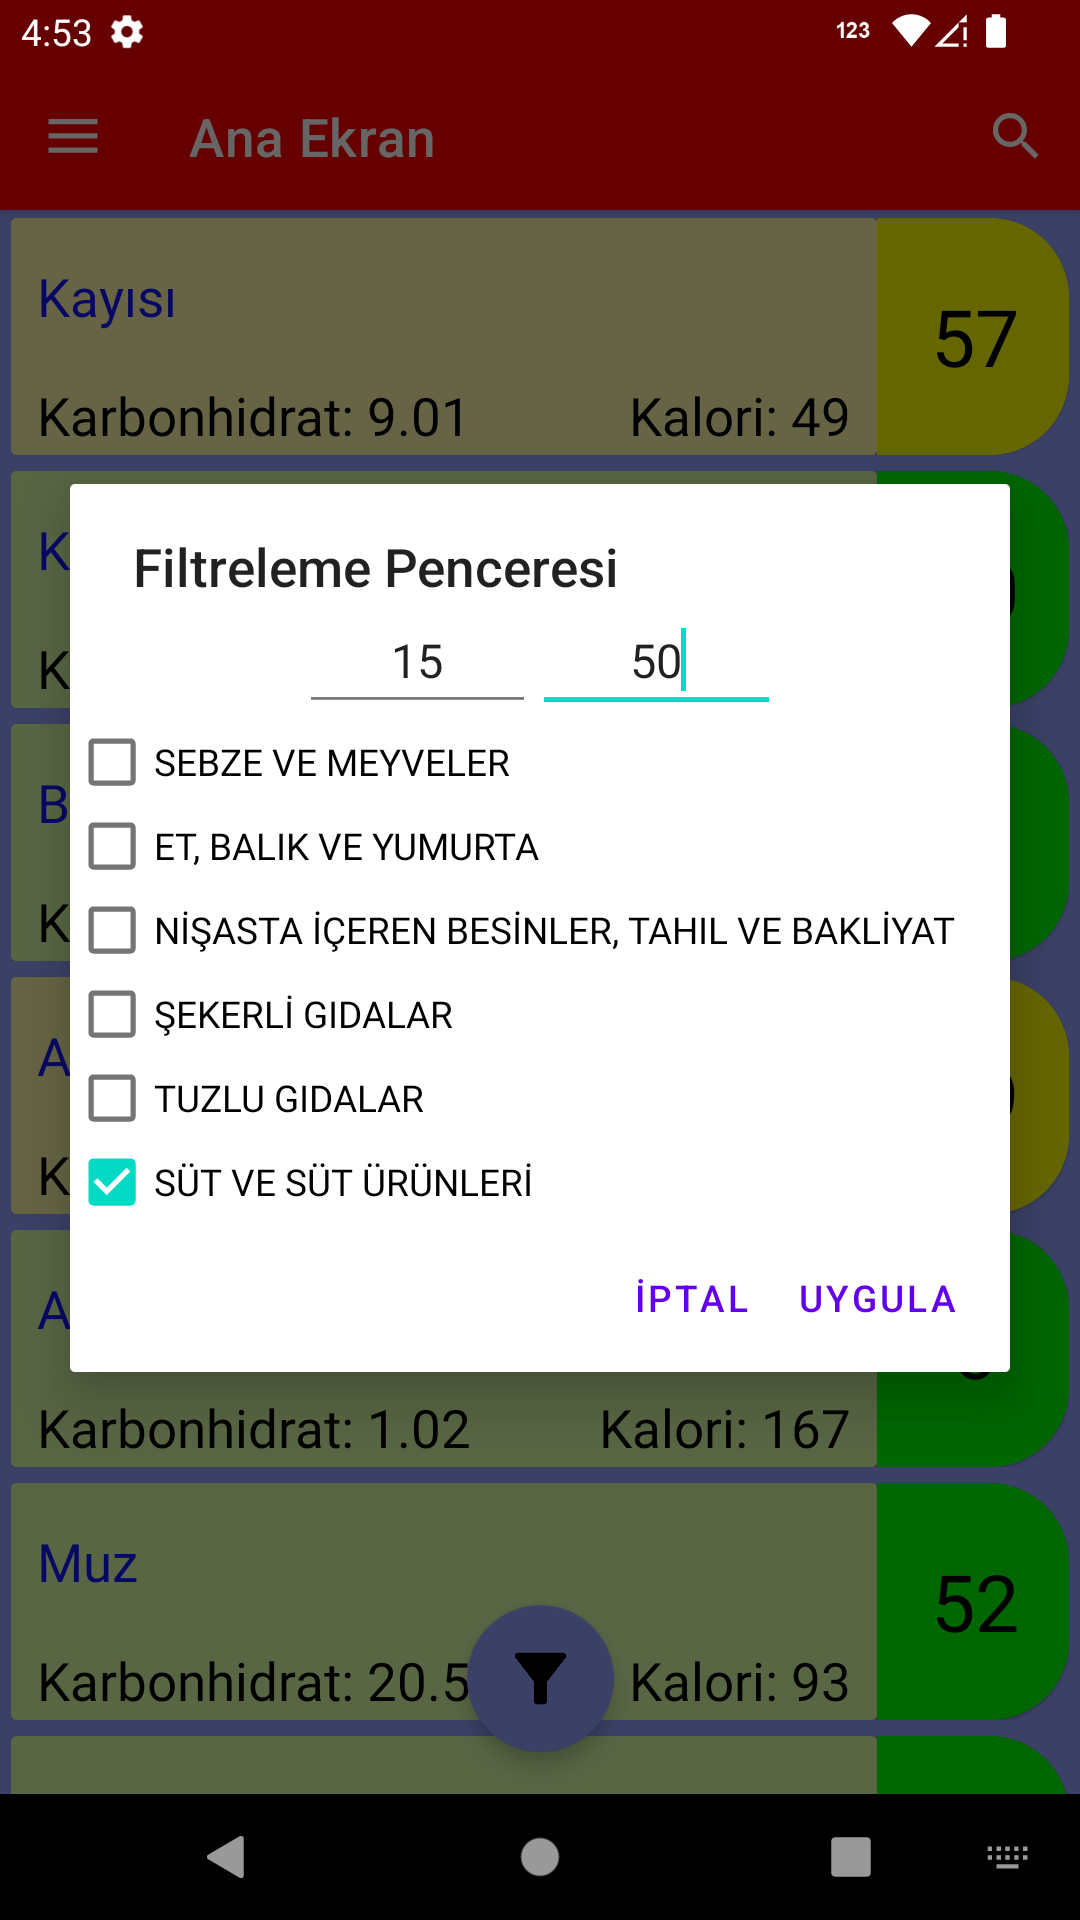 4:53
123
Ana Ekran
Kayısı
57
Karbonhidrat: 9.01 Kalori: 49
Filtreleme Penceresi
15 50
SEBZE VE MEYVELER
ET, BALIK VE YUMURTA
NİŞASTA İÇEREN BESİNLER, TAHIL VE BAKLİYAT
ŞEKERLİ GIDALAR
TUZLU GIDALAR
SÜT VE SÜT ÜRÜNLERİ
İPTAL UYGULA
Karbonhidrat: 1.02 Kalori: 167
Muz
52
Karbonhidrat: 20.5 Kalori: 93